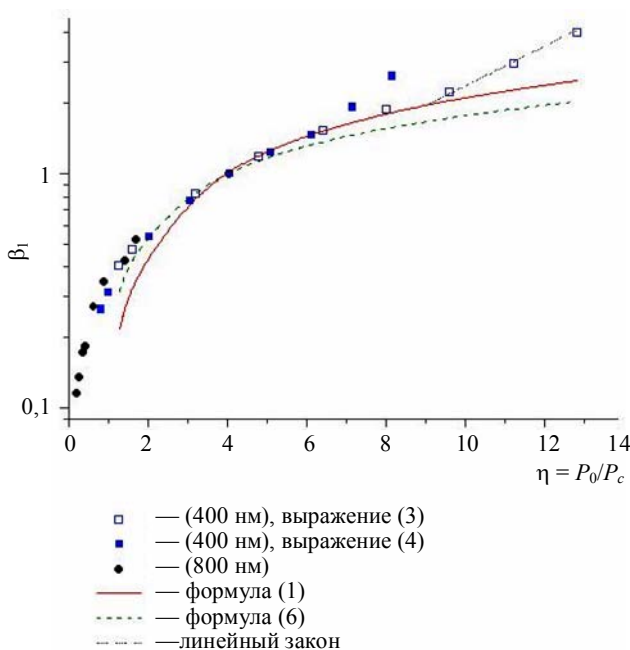 β₁
1
0,1
0 2 4 6 8 10 12 14
η = P₀/P_c
— (400 нм), выражение (3)
— (400 нм), выражение (4)
— (800 нм)
— формула (1)
— формула (6)
—линейный закон